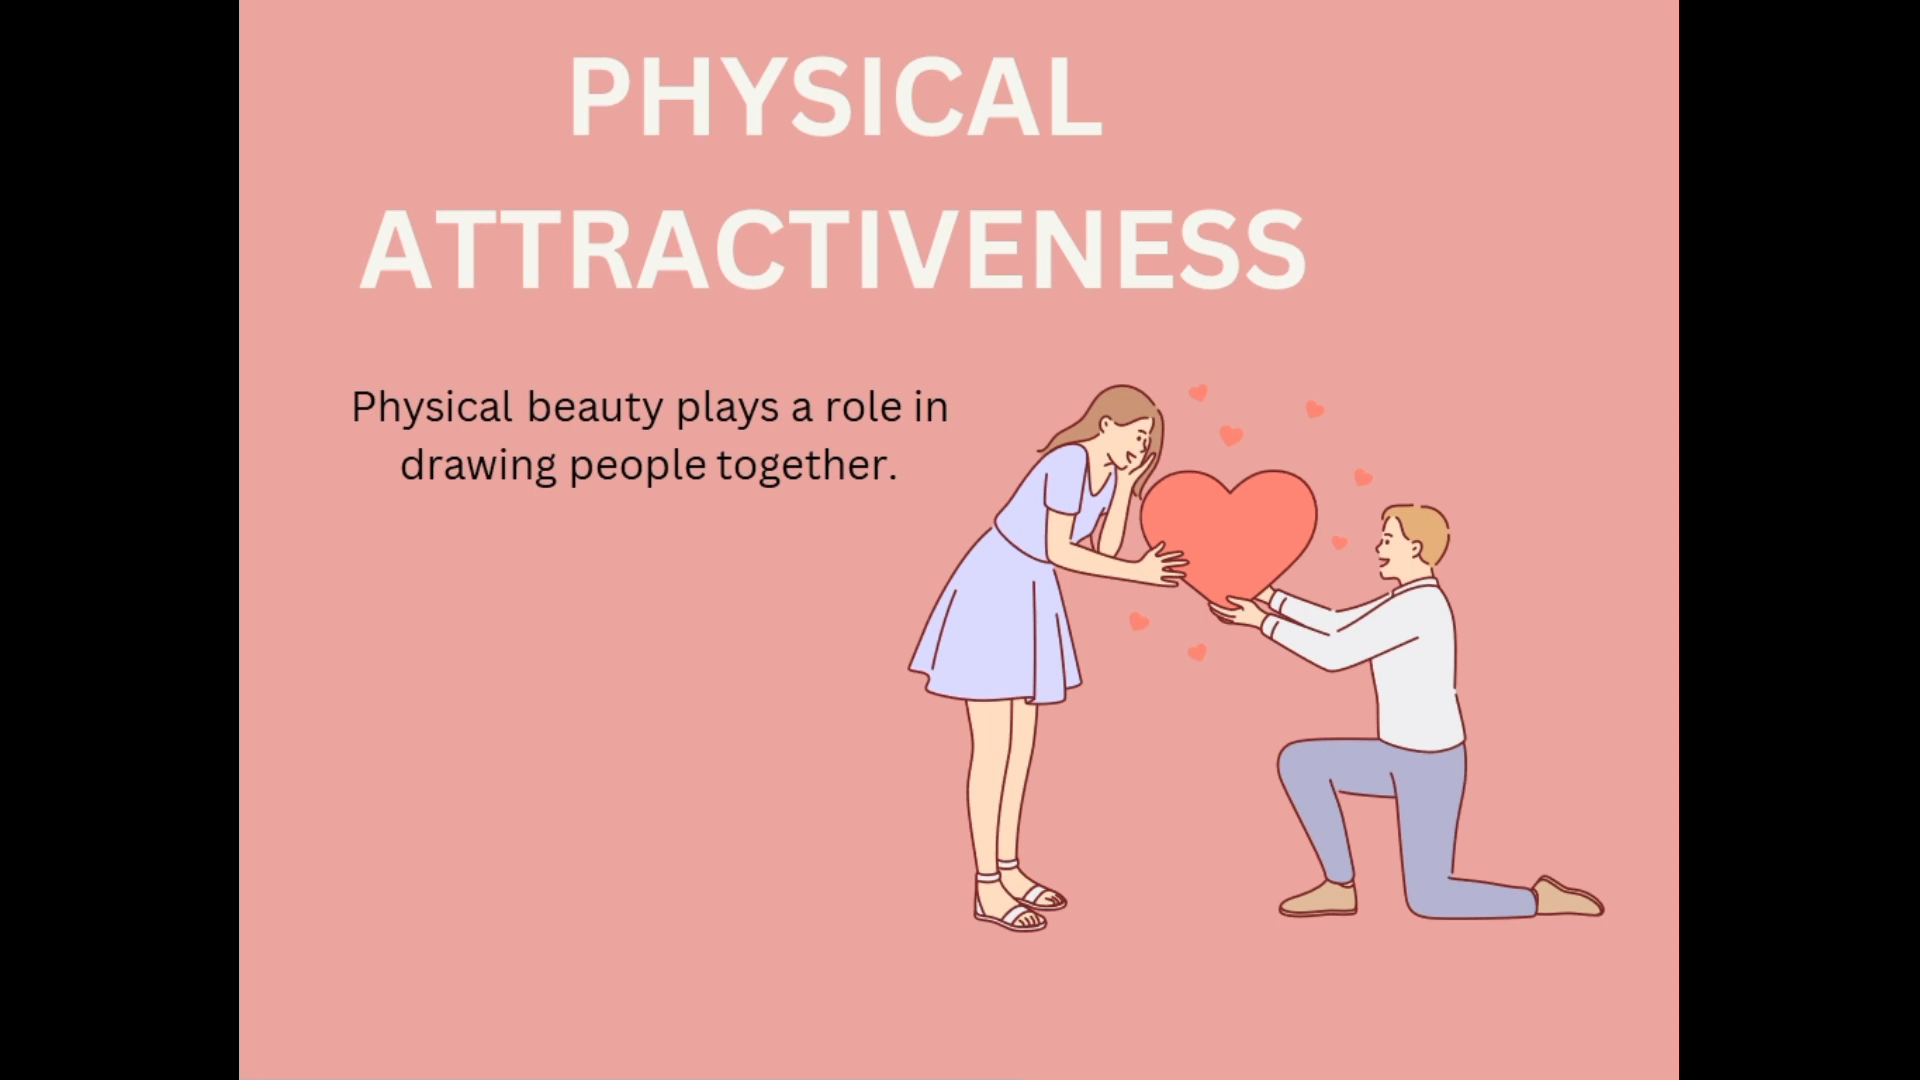 PHYSICAL
ATTRACTIVENESS
Physical beauty plays a role in
drawing people together.